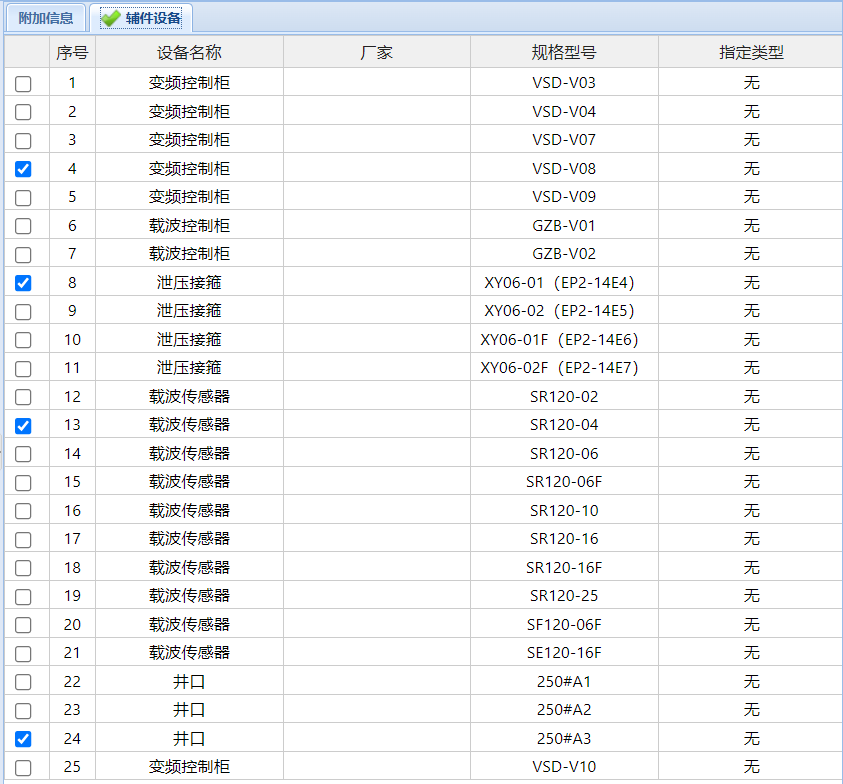 附加信息 辅件设备
序号 设备名称 厂家 规格型号 指定类型
1 变频控制柜 VSD-V03 无
2 变频控制柜 VSD-V04 无
3 变频控制柜 VSD-V07 无
4 变频控制柜 VSD-V08 无
5 变频控制柜 VSD-V09 无
6 载波控制柜 GZB-V01 无
7 载波控制柜 GZB-V02 无
8 泄压接箍 XY06-01（EP2-14E4） 无
9 泄压接箍 XY06-02（EP2-14E5） 无
10 泄压接箍 XY06-01F（EP2-14E6） 无
11 泄压接箍 XY06-02F（EP2-14E7） 无
12 载波传感器 SR120-02 无
13 载波传感器 SR120-04 无
14 载波传感器 SR120-06 无
15 载波传感器 SR120-06F 无
16 载波传感器 SR120-10 无
17 载波传感器 SR120-16 无
18 载波传感器 SR120-16F 无
19 载波传感器 SR120-25 无
20 载波传感器 SF120-06F 无
21 载波传感器 SE120-16F 无
22 井口 250#A1 无
23 井口 250#A2 无
24 井口 250#A3 无
25 变频控制柜 VSD-V10 无